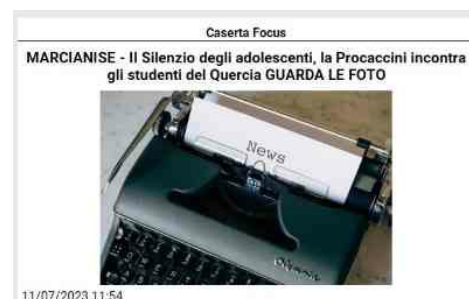 Caserta Focus
MARCIANISE - Il Silenzio degli adolescenti, la Procaccini incontra
gli studenti del Quercia GUARDA LE FOTO
News
Olympia
11/07/2023 11:54